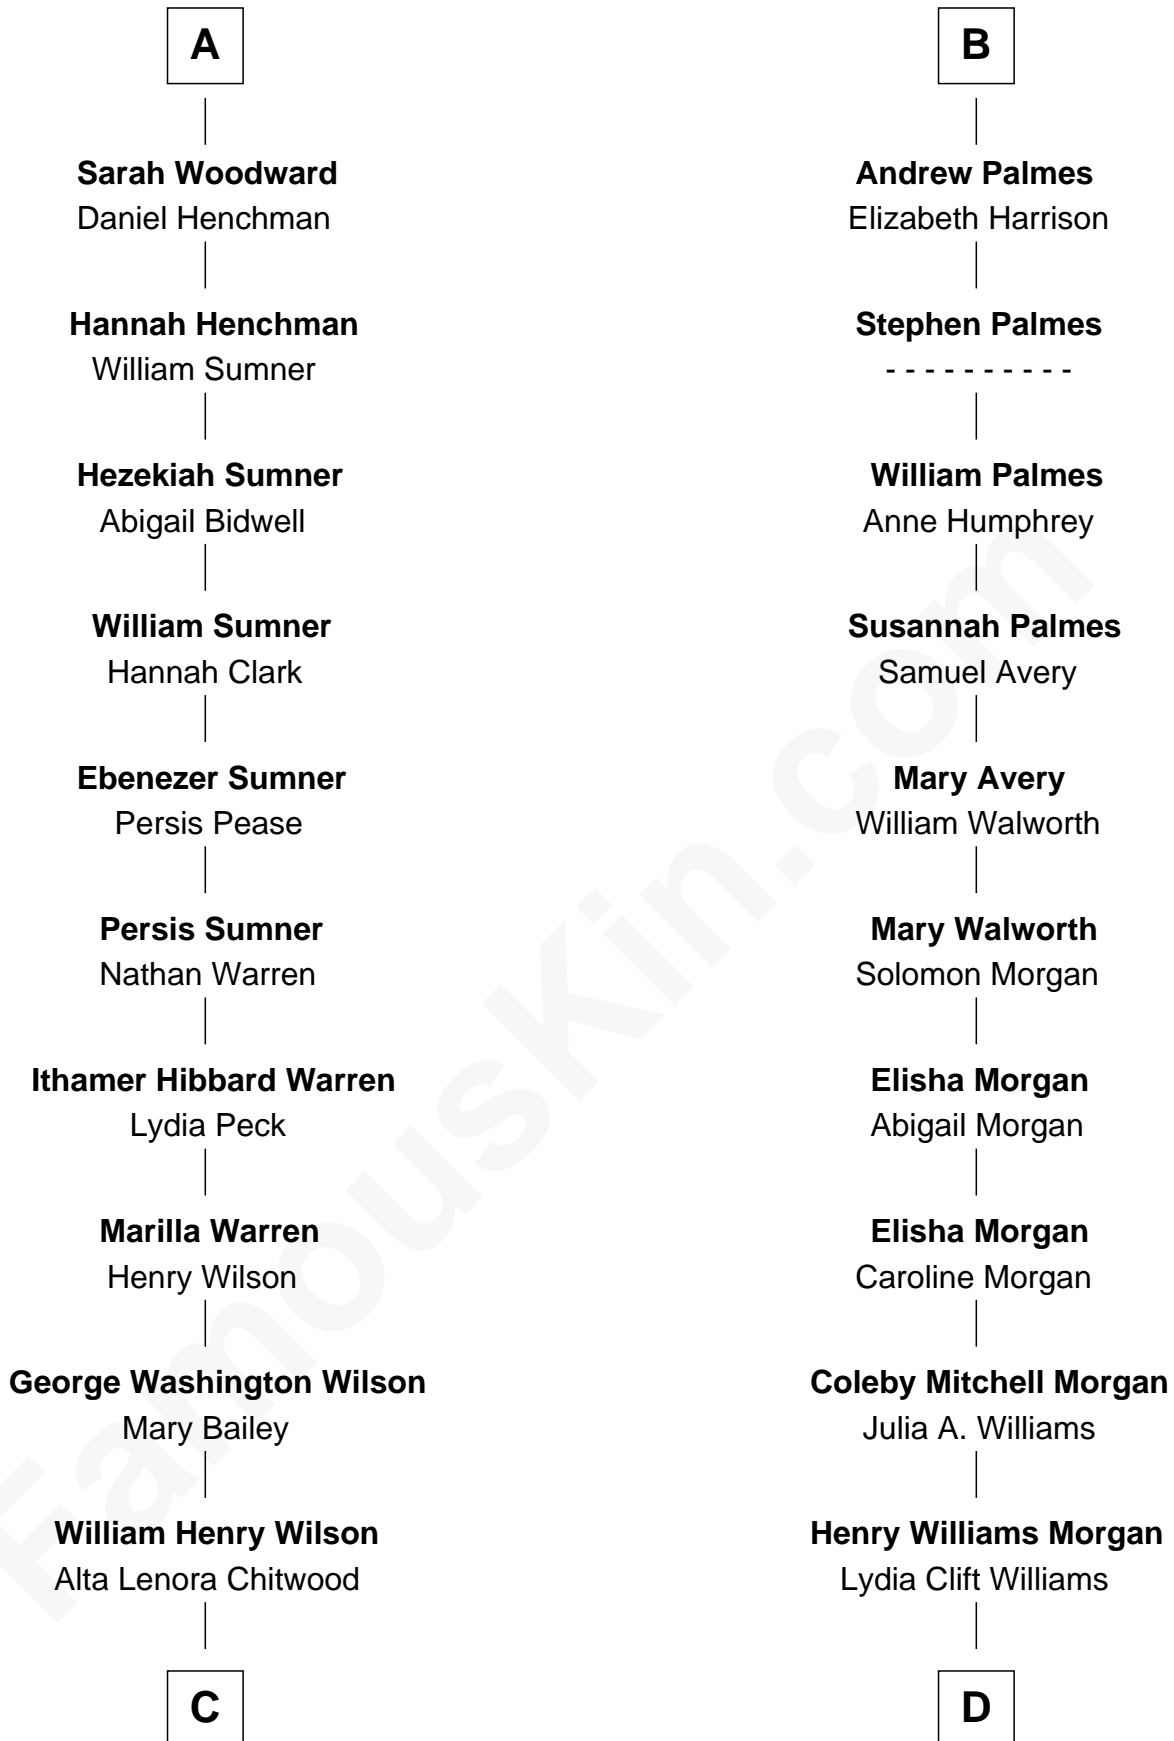 A
Sarah Woodward
Daniel Henchman
Hannah Henchman
William Sumner
Hezekiah Sumner
Abigail Bidwell
William Sumner
Hannah Clark
Ebenezer Sumner
Persis Pease
Persis Sumner
Nathan Warren
Ithamer Hibbard Warren
Lydia Peck
Marilla Warren
Henry Wilson
George Washington Wilson
Mary Bailey
William Henry Wilson
Alta Lenora Chitwood
C
B
Andrew Palmes
Elizabeth Harrison
Stephen Palmes
- - - - - - - - - -
William Palmes
Anne Humphrey
Susannah Palmes
Samuel Avery
Mary Avery
William Walworth
Mary Walworth
Solomon Morgan
Elisha Morgan
Abigail Morgan
Elisha Morgan
Caroline Morgan
Coleby Mitchell Morgan
Julia A. Williams
Henry Williams Morgan
Lydia Clift Williams
D
FamousKin.com